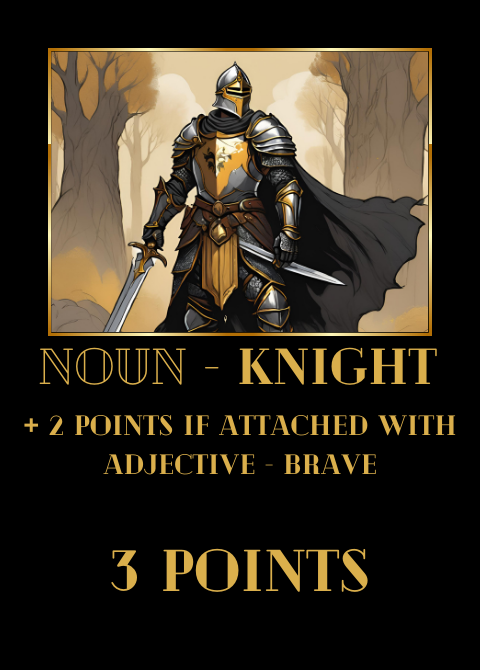 NOUN - KNIGHT
+ 2 POINTS IF ATTACHED WITH
ADJECTIVE - BRAVE
3 POINTS